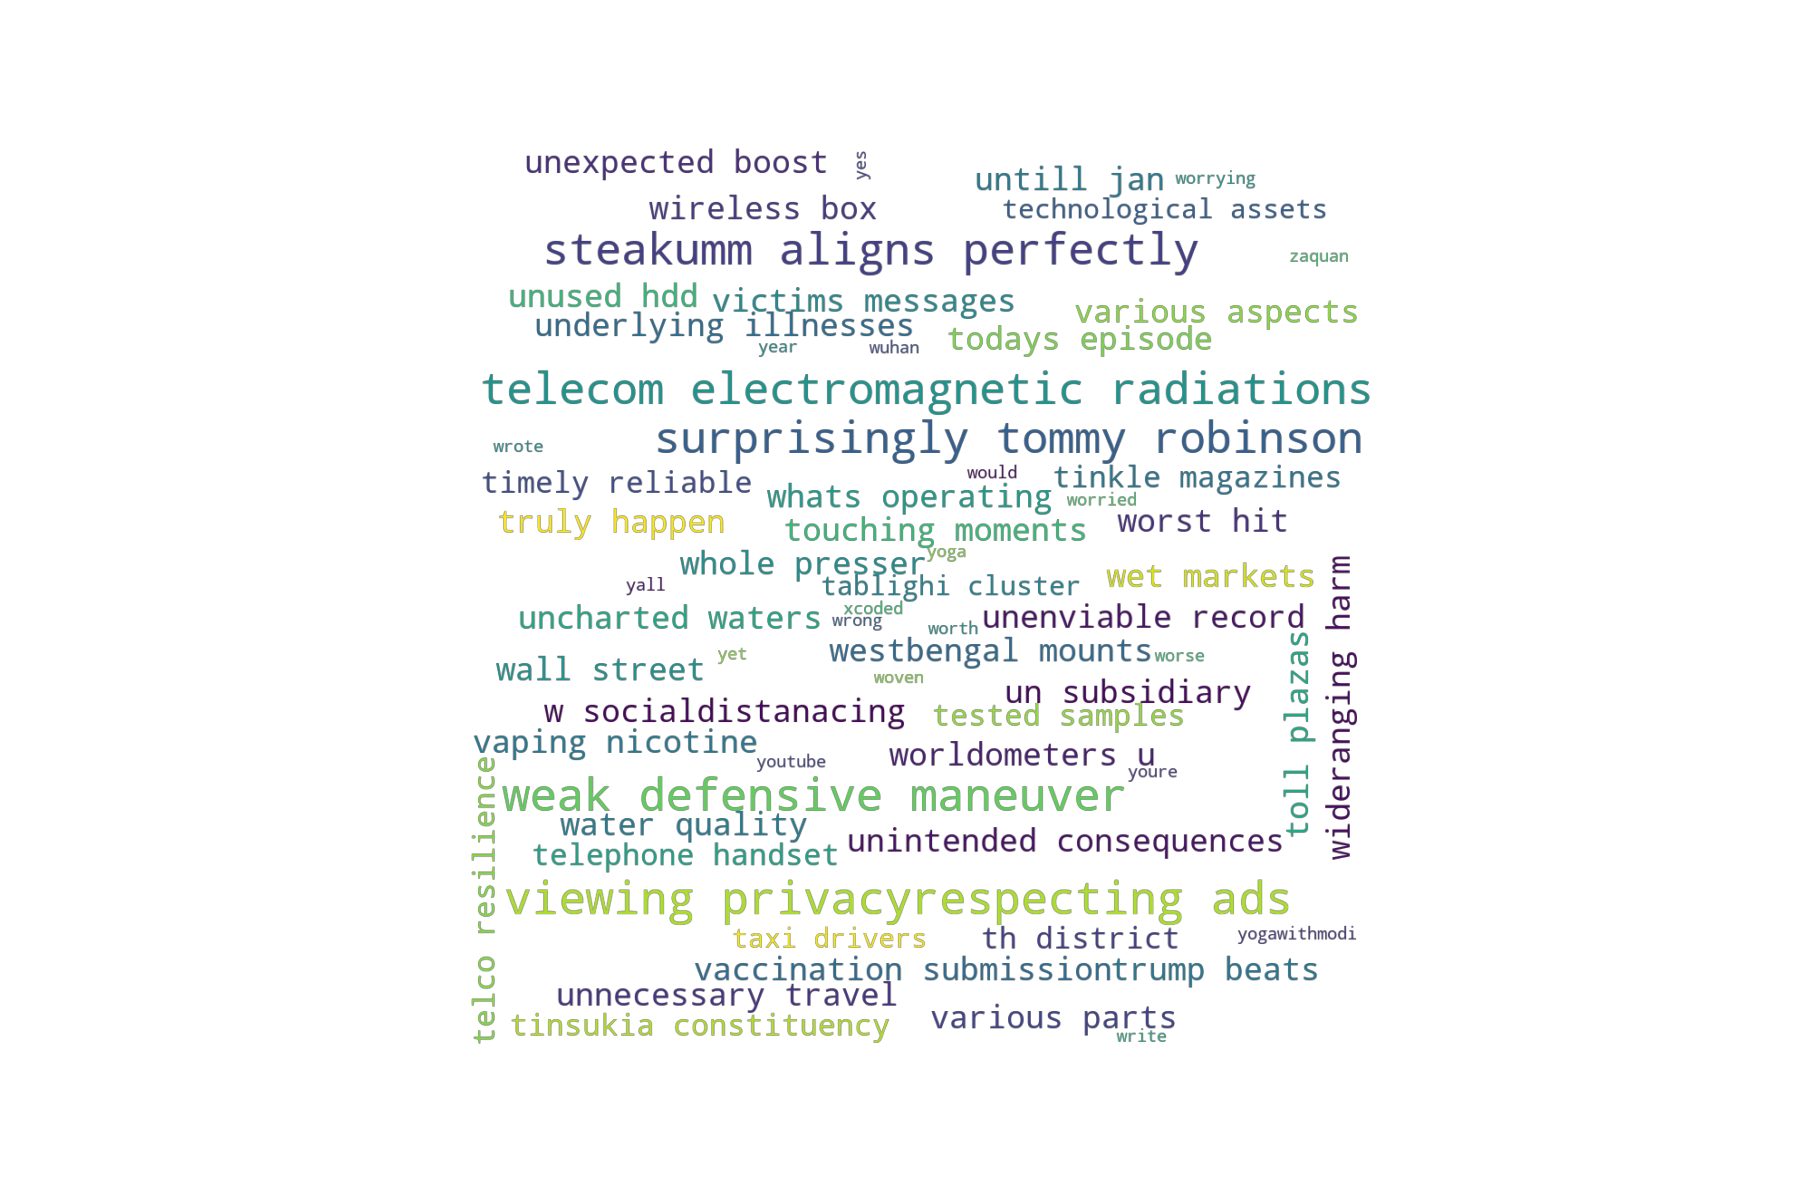 unexpected boost
yes
untill jan
worrying
wireless box
technological assets
steakumm aligns perfectly
zaquan
unused hdd
victims messages
various aspects
underlying illnesses
todays episode
year
wuhan
telecom electromagnetic radiations
surprisingly tommy robinson
wrote
would
timely reliable
tinkle magazines
whats operating
worried
truly happen
touching moments
worst hit
whole presser
yoga
wet markets
yall
tablighi cluster
xcoded
uncharted waters
wrong
worth
unenviable record
wideranging harm
westbengal mounts
worse
yet
wall street
woven
toll plazas
un subsidiary
w socialdistanacing
tested samples
vaping nicotine
worldometers u
youtube
youre
weak defensive maneuver
water quality
unintended consequences
telephone handset
telco resilience
viewing privacyrespecting ads
taxi drivers
th district
yogawithmodi
vaccination submissiontrump beats
unnecessary travel
tinsukia constituency
various parts
write